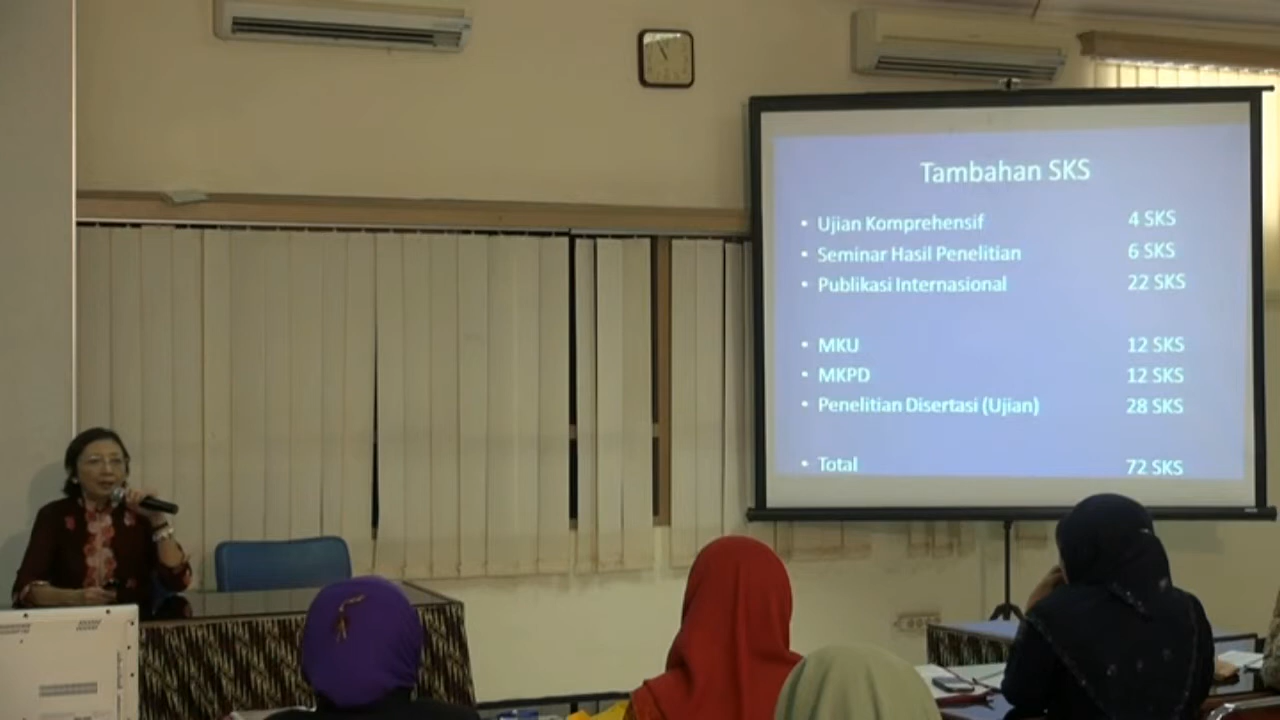 Tambahan SKS
• Ujian Komprehensif 4 SKS
• Seminar Hasil Penelitian 6 SKS
• Publikasi Internasional 22 SKS
• MKU 12 SKS
• MKPD 12 SKS
• Penelitian Disertasi (Ujian) 28 SKS
• Total 72 SKS